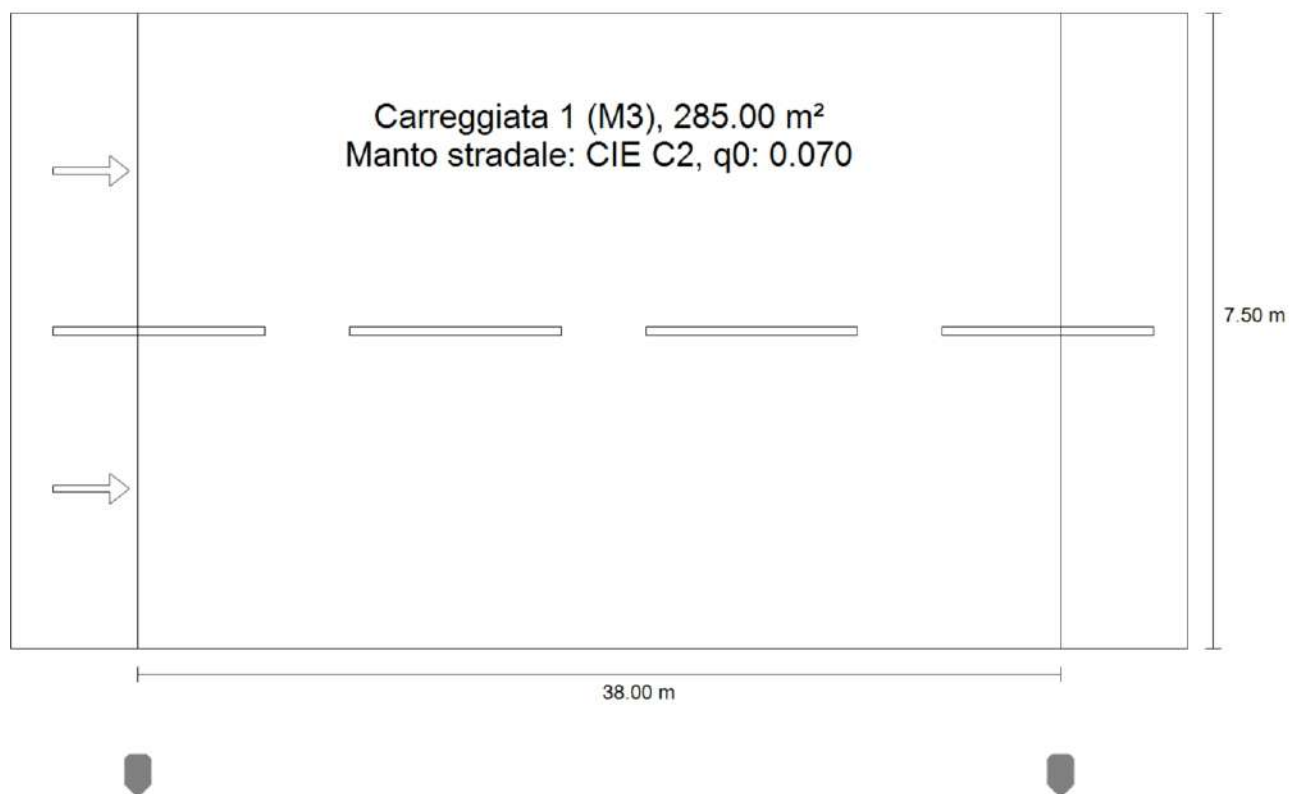 Carreggiata 1 (M3), 285.00 m²
Manto stradale: CIE C2, q0: 0.070
7.50 m
38.00 m